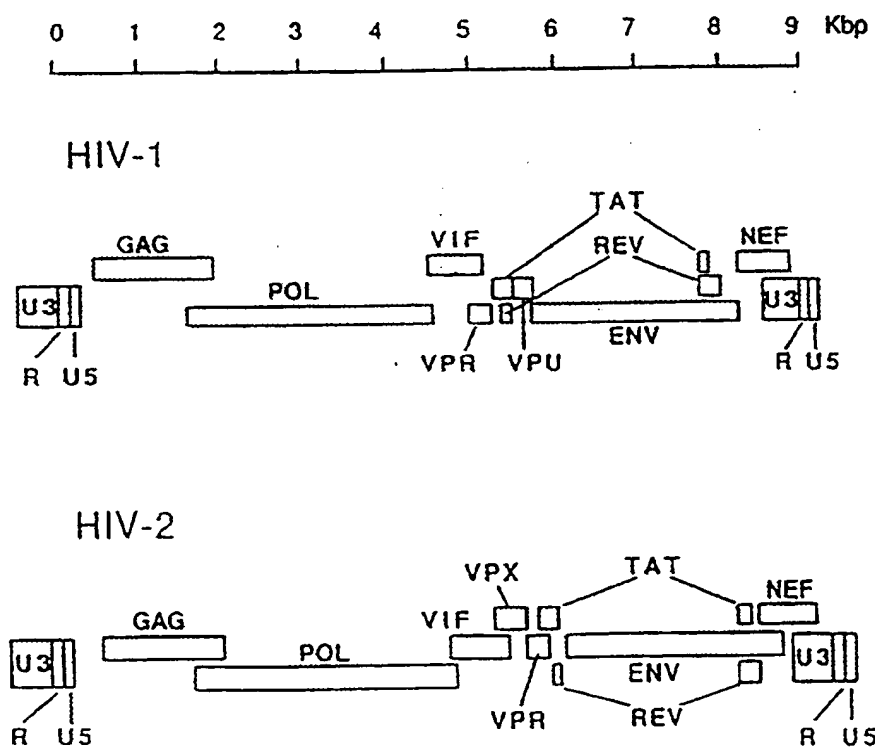 0 1 2 3 4 5 6 7 8 9 Kbp
HIV-1
TAT
GAG VIF REV NEF
POL
U3 U3
ENV
R U5 VPR VPU R U5
HIV-2
VPX TAT NEF
GAG VIF
U3 POL ENV U3
VPR REV
R U5 R U5